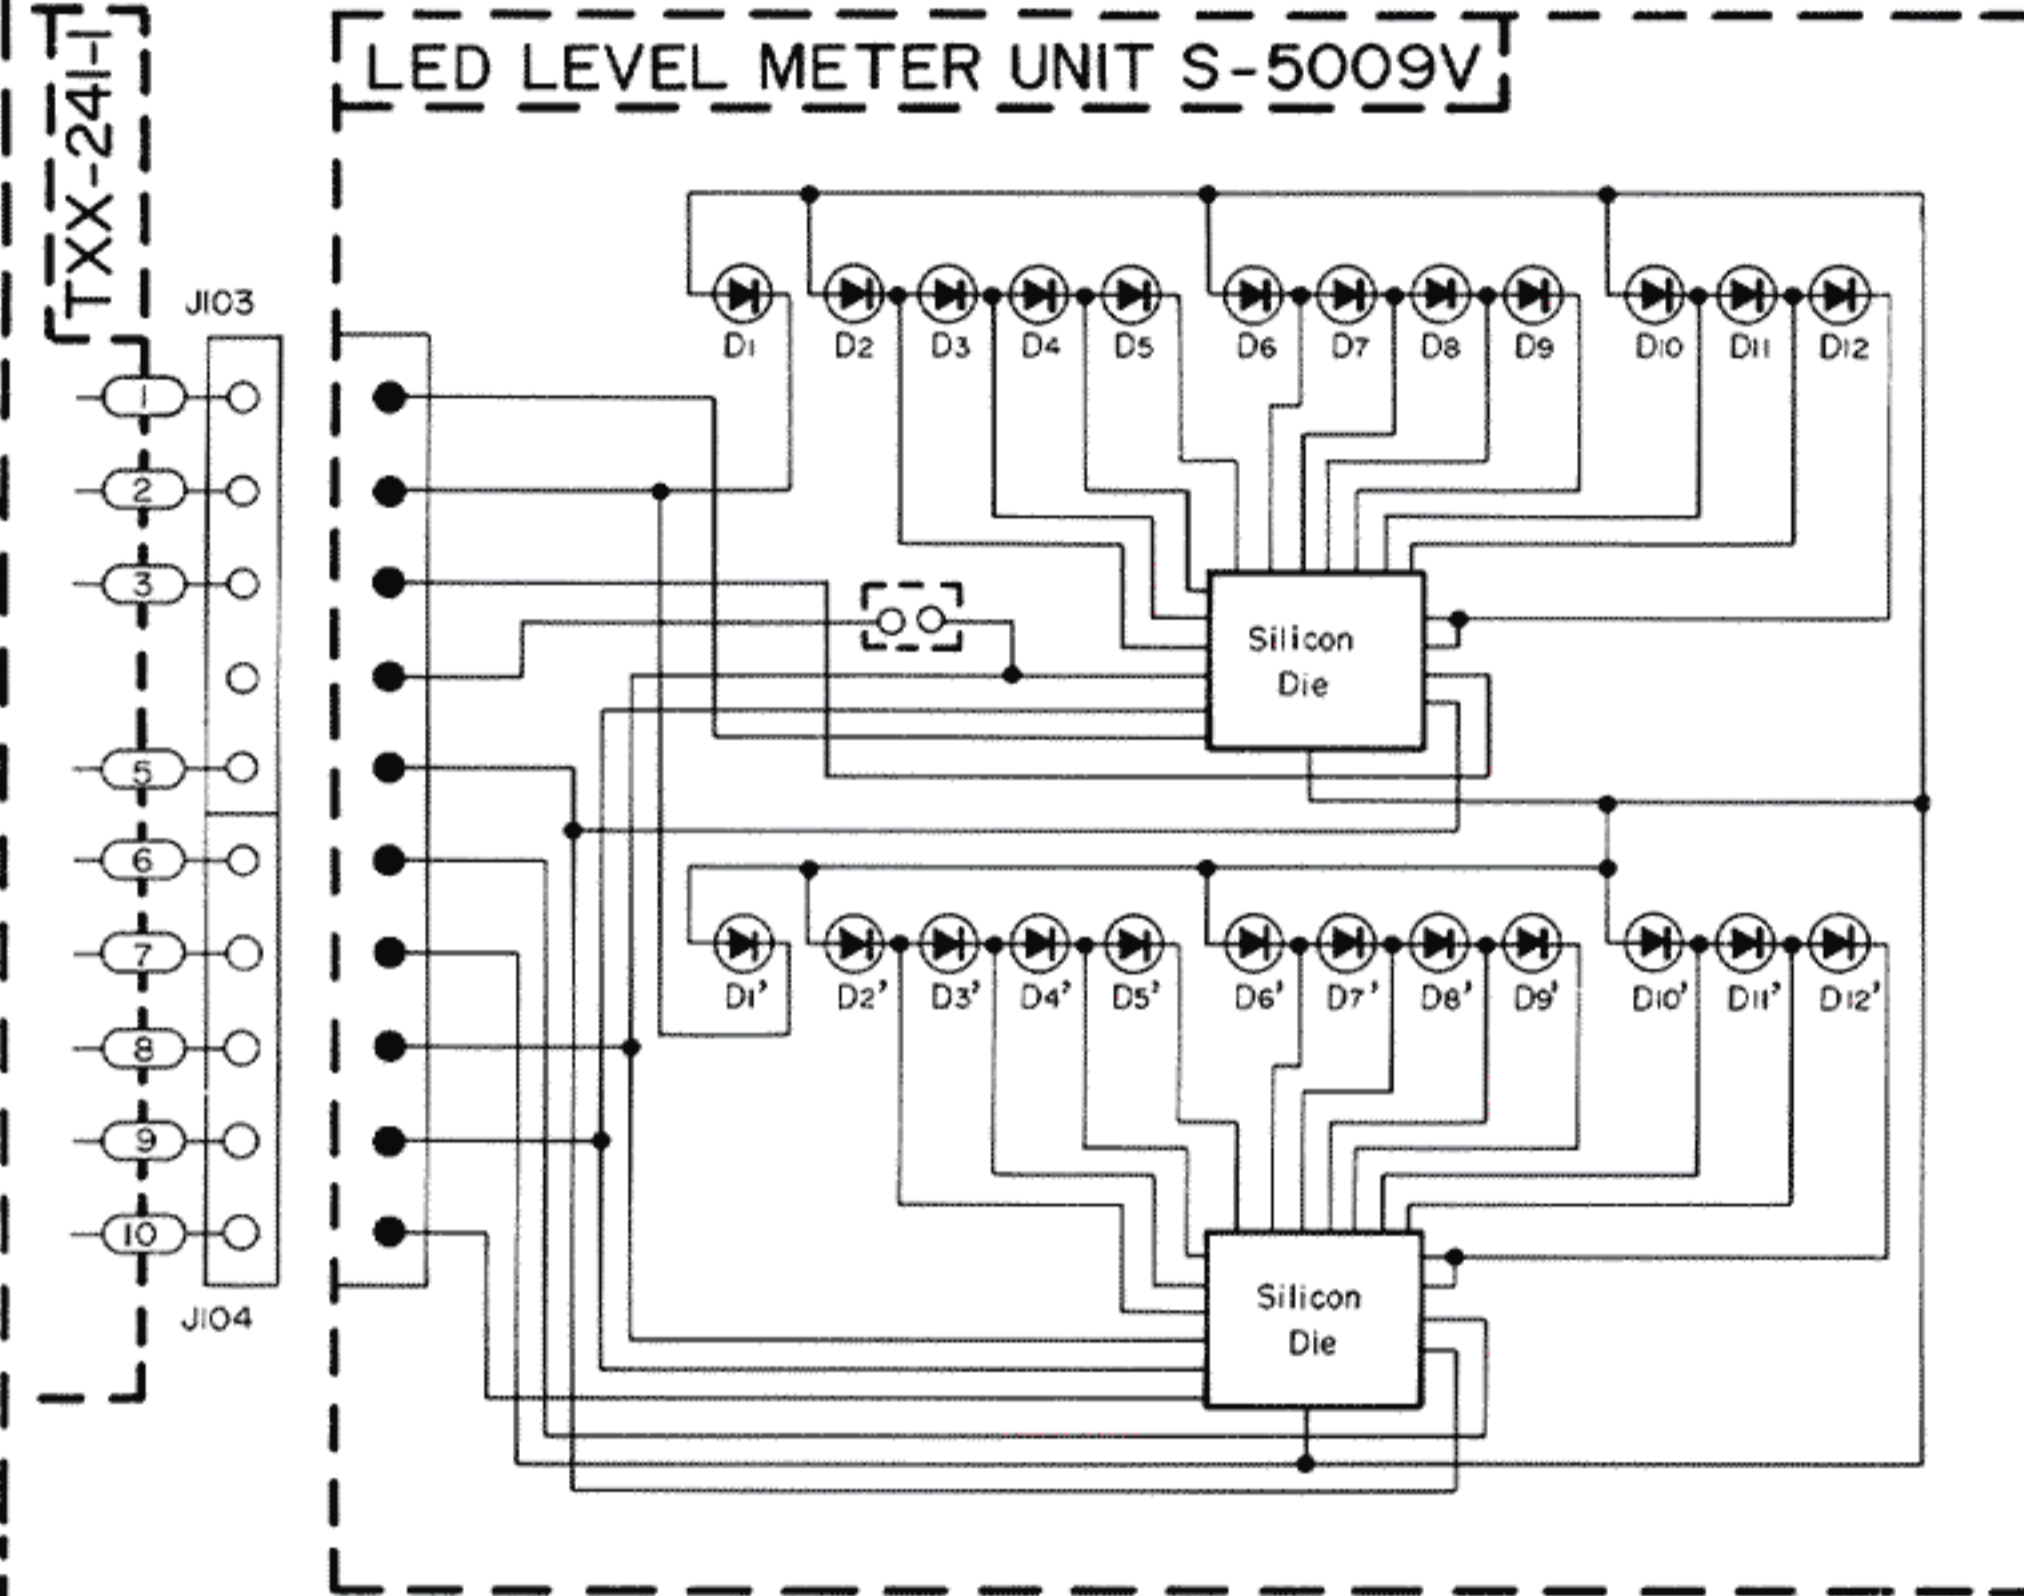 TXX-241-1
LED LEVEL METER UNIT S-5009V
J103
D1 D2 D3 D4 D5 D6 D7 D8 D9 D10 D11 D12
1
2
3
Silicon
Die
5
6
7
D1' D2' D3' D4' D5' D6' D7' D8' D9' D10' D11' D12'
8
9
10
Silicon
Die
J104